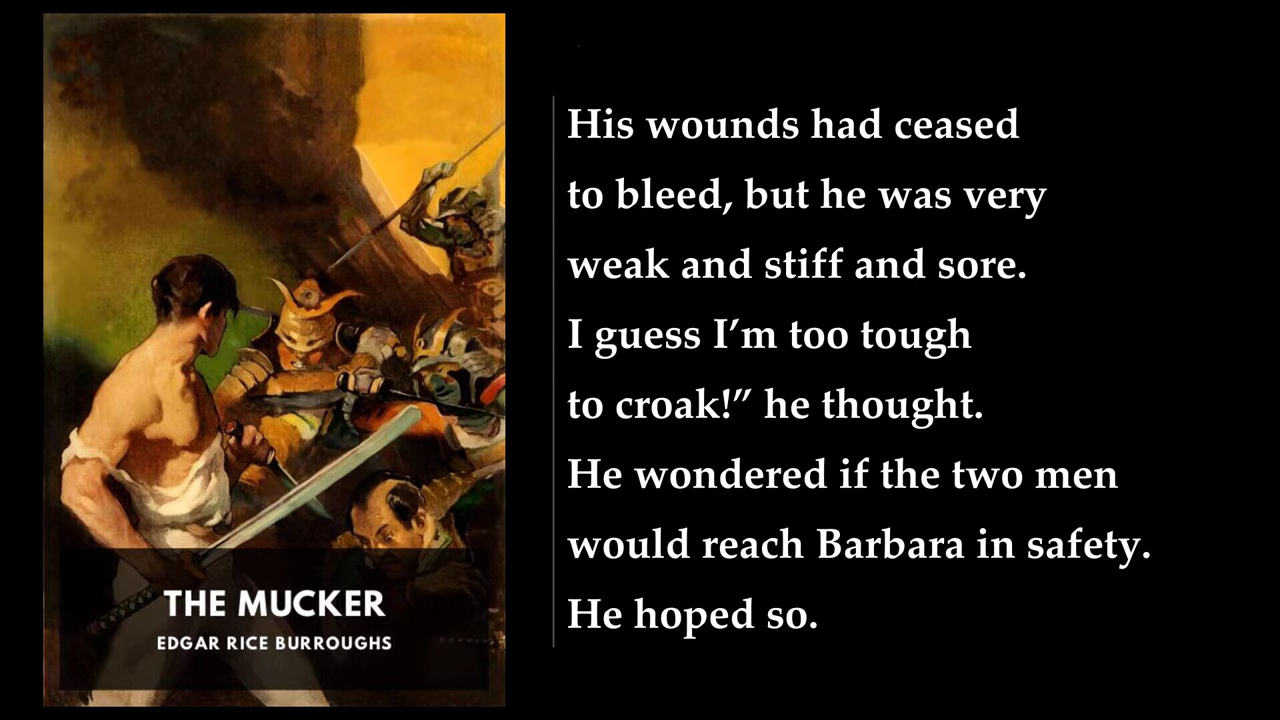 THE MUCKER
EDGAR RICE BURROUGHS
His wounds had ceased
to bleed, but he was very
weak and stiff and sore.
I guess I’m too tough
to croak!” he thought.
He wondered if the two men
would reach Barbara in safety.
He hoped so.